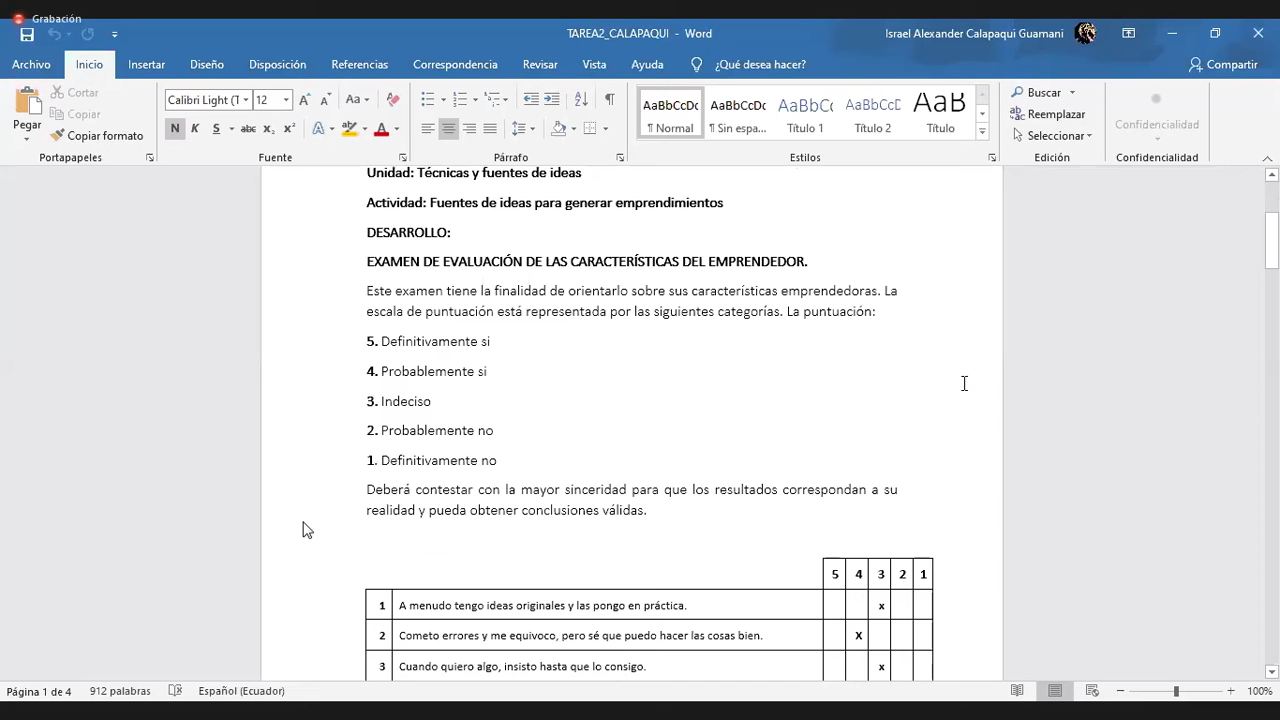 Grabación
TAREA2_CALAPAQUI - Word
Israel Alexander Calapaqui Guamani
Archivo Inicio Insertar Diseño Disposición Referencias Correspondencia Revisar Vista Ayuda ¿Qué desea hacer? Compartir
Pegar
Cortar
Copiar
Copiar formato
Portapapeles
Calibri Light (T 12
N K S abc x₂ x²
Fuente
Párrafo
AaBbCcDc AaBbCcDc AaBbCc AaBbCcD AaB
¶ Normal ¶ Sin espa... Título 1 Título 2 Título
Estilos
Buscar
Reemplazar
Seleccionar
Edición
Confidencialidad
Confidencialidad
Unidad: Técnicas y fuentes de ideas
Actividad: Fuentes de ideas para generar emprendimientos
DESARROLLO:
EXAMEN DE EVALUACIÓN DE LAS CARACTERÍSTICAS DEL EMPRENDEDOR.
Este examen tiene la finalidad de orientarlo sobre sus características emprendedoras. La
escala de puntuación está representada por las siguientes categorías. La puntuación:
5. Definitivamente si
4. Probablemente si
3. Indeciso
2. Probablemente no
1. Definitivamente no
Deberá contestar con la mayor sinceridad para que los resultados correspondan a su
realidad y pueda obtener conclusiones válidas.
5 4 3 2 1
1 A menudo tengo ideas originales y las pongo en práctica. x
2 Cometo errores y me equivoco, pero sé que puedo hacer las cosas bien. X
3 Cuando quiero algo, insisto hasta que lo consigo. x
Página 1 de 4 912 palabras Español (Ecuador) 100%